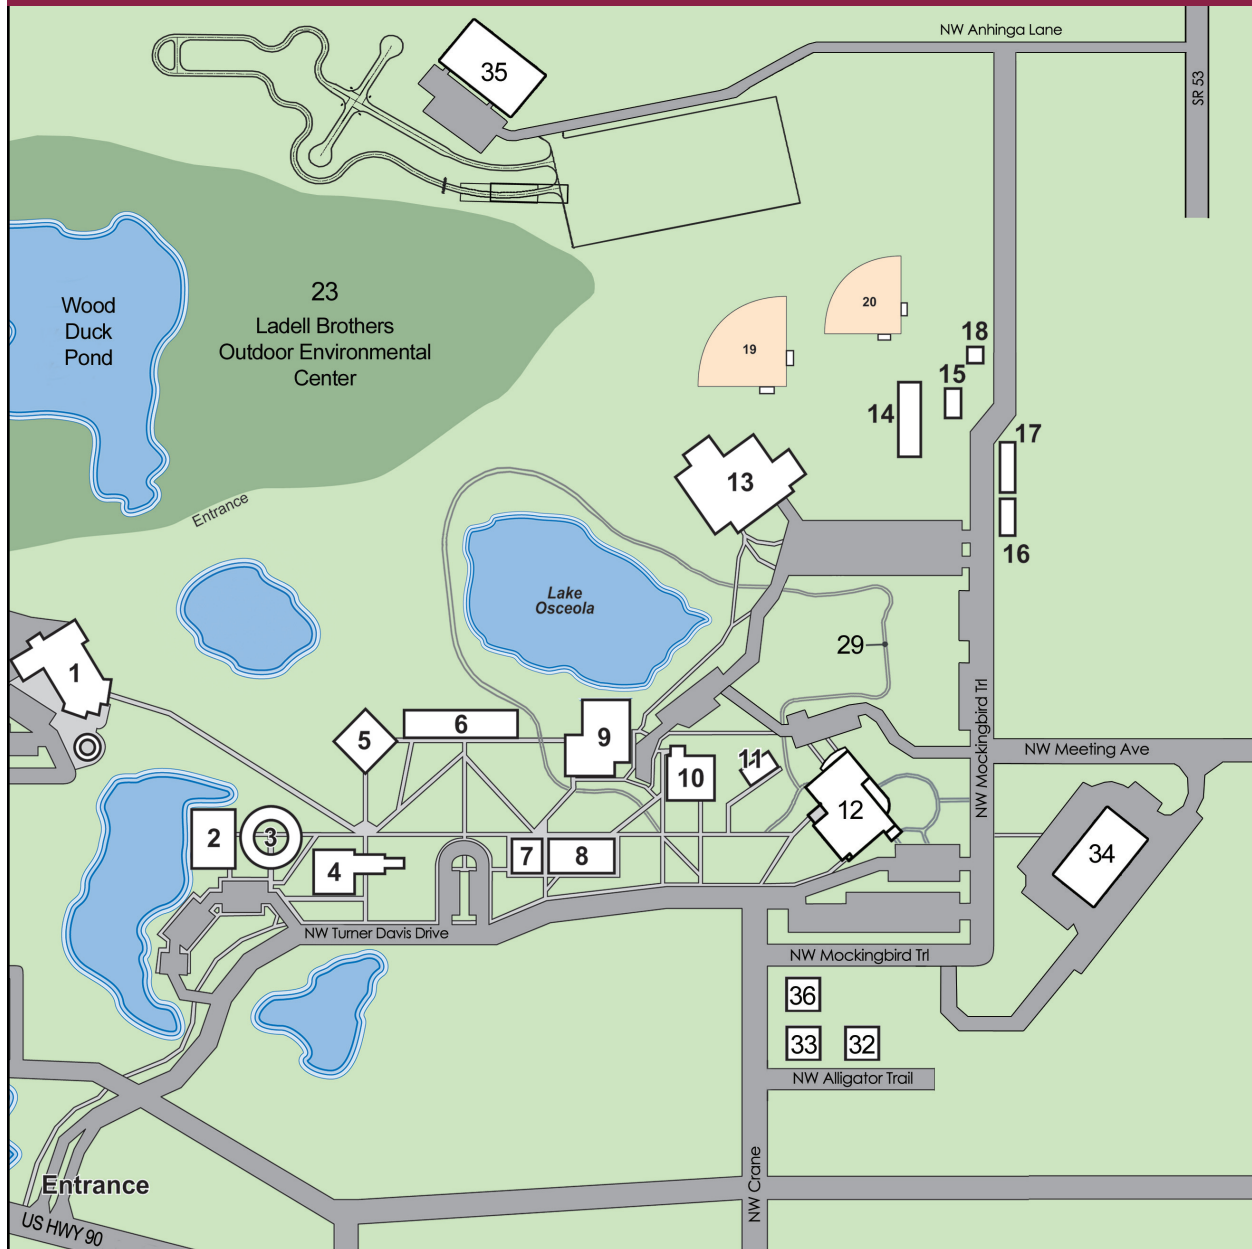 NW Anhinga Lane
35
SR 53
23
Ladell Brothers
Outdoor Environmental
Center
Wood
Duck
Pond
20
19
18
15
14
17
13
16
Entrance
Lake
Osceola
29
1
NW Mockingbird Trl
6
5
9
NW Meeting Ave
11
10
12
2
3
4
7
8
34
NW Turner Davis Drive
NW Mockingbird Trl
36
33
32
NW Alligator Trail
NW Crane
Entrance
US HWY 90